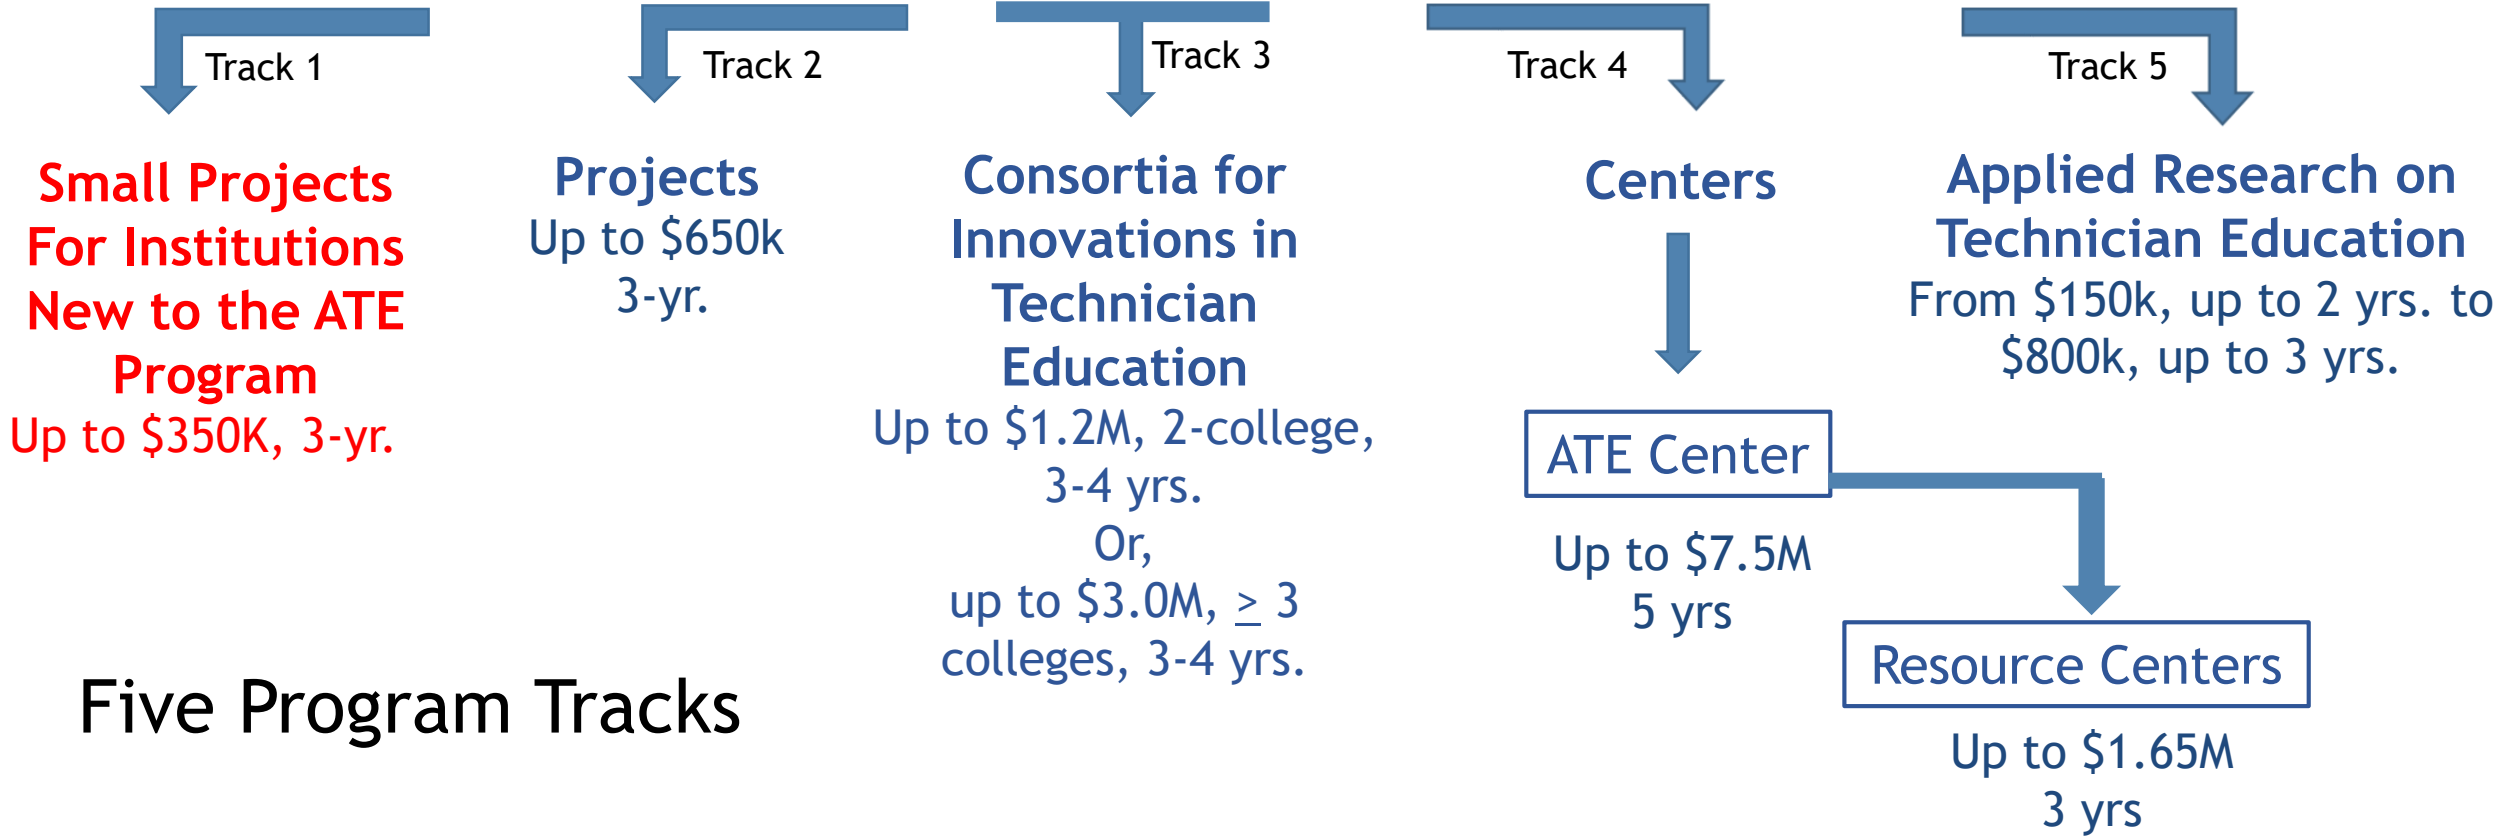 Track 1
Small Projects
For Institutions
New to the ATE
Program
Up to $350K, 3-yr.
Track 2
Projects
Up to $650k
3-yr.
Track 3
Consortia for
Innovations in
Technician
Education
Up to $1.2M, 2-college,
3-4 yrs.
Or,
up to $3.0M, > 3
colleges, 3-4 yrs.
Track 4
Centers
ATE Center
Up to $7.5M
5 yrs
Resource Centers
Up to $1.65M
3 yrs
Track 5
Applied Research on
Technician Education
From $150k, up to 2 yrs. to
$800k, up to 3 yrs.
Five Program Tracks